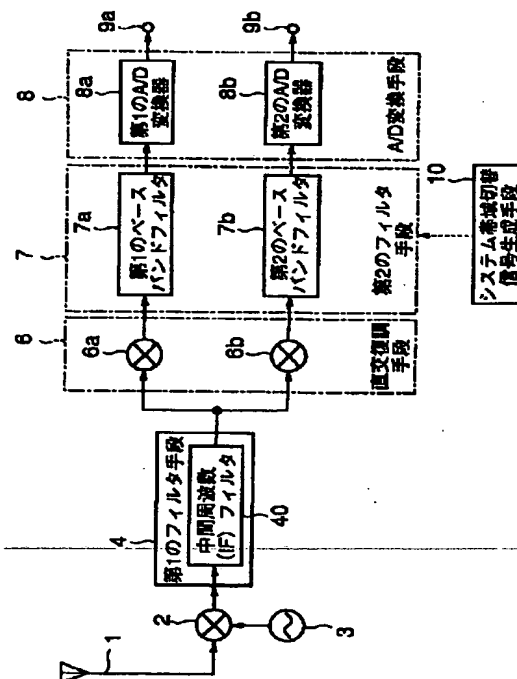 1
2
3
4
第1のフィルタ手段
中間周波数
(IF) フィルタ
40
6
6a
6b
直交復調
手段
7
7a
第1のベース
バンドフィルタ
7b
第2のベース
バンドフィルタ
第2のフィルタ
手段
8
8a
第1のA/D
変換器
8b
第2のA/D
変換器
A/D変換手段
9a
9b
10
システム帯域切替
信号生成手段